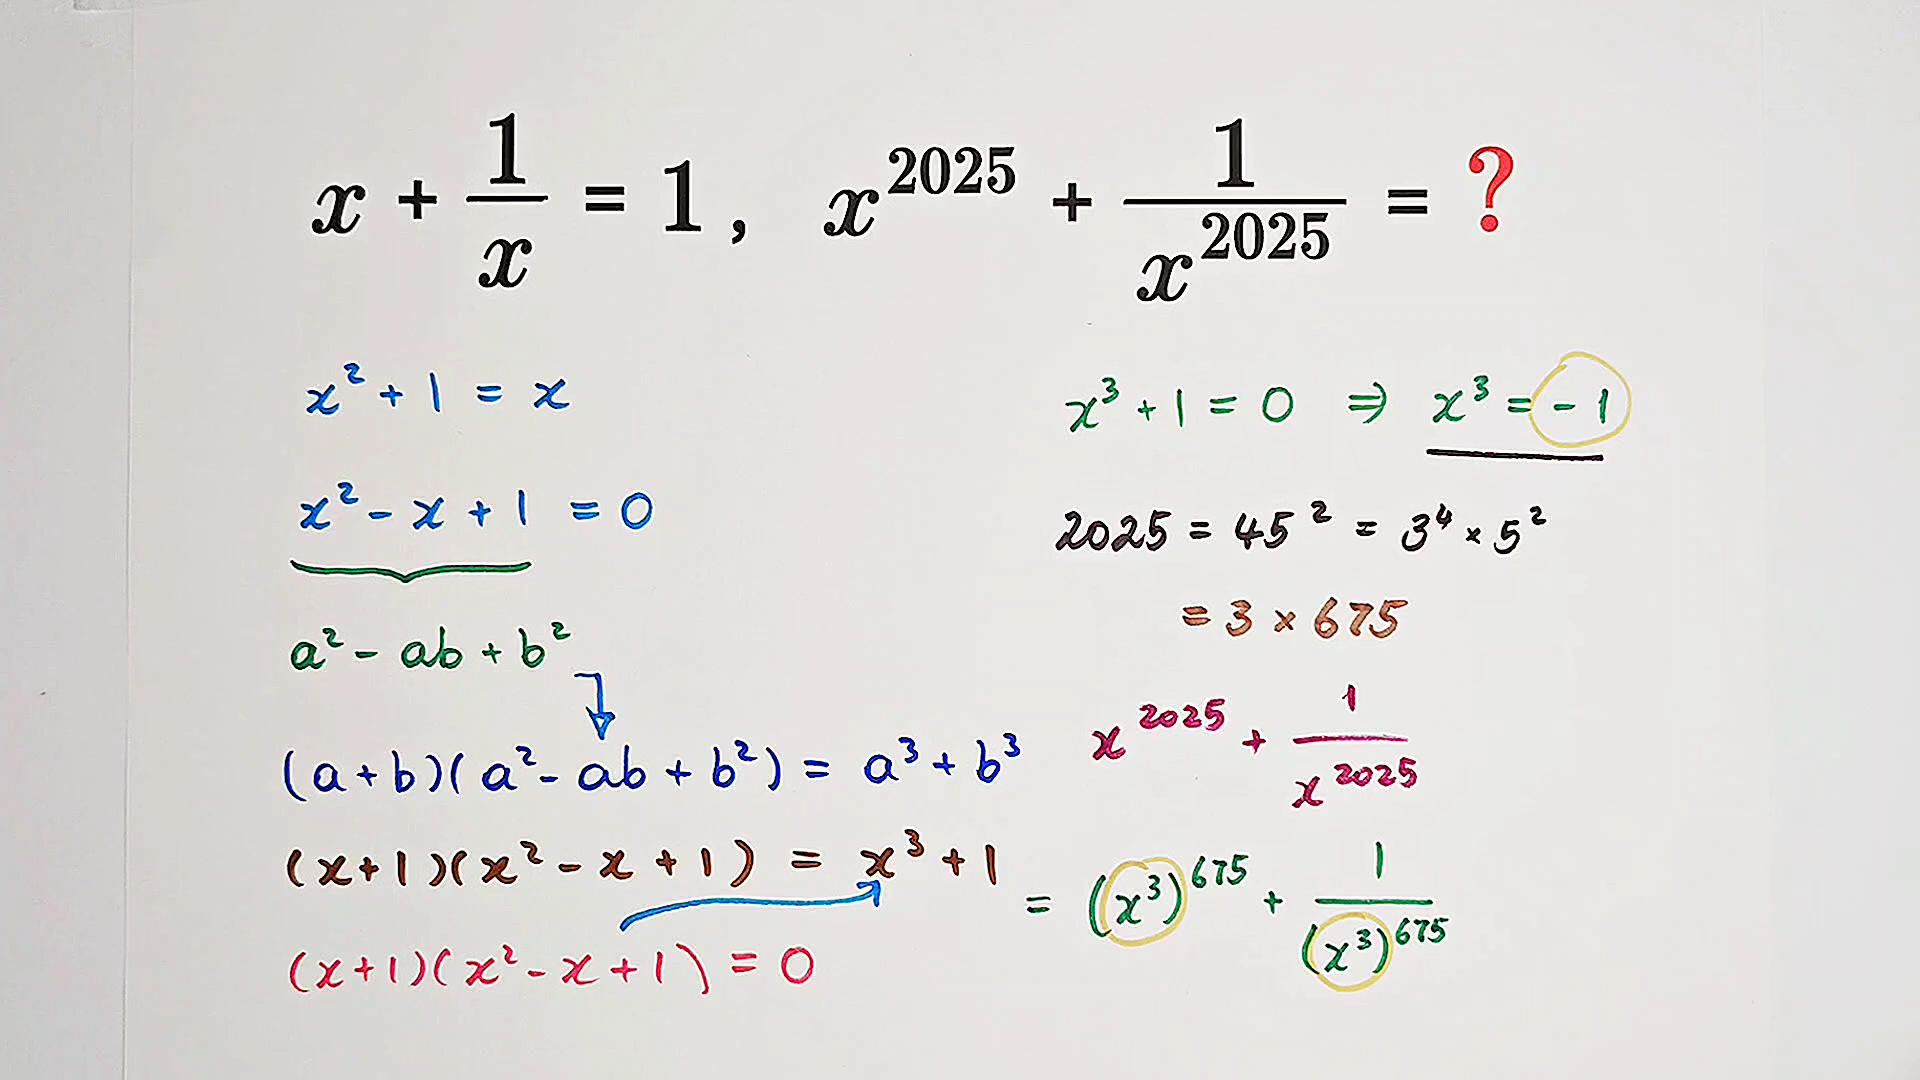 x + 1/x = 1, x^2025 + 1/x^2025 = ?
x² + 1 = x
x² - x + 1 = 0
a² - ab + b²
(a+b)(a² - ab + b²) = a³ + b³
(x+1)(x² - x + 1) = x³ + 1
(x+1)(x² - x + 1) = 0
x³ + 1 = 0 ⇒ x³ = -1
2025 = 45² = 3⁴ × 5²
= 3 × 675
x^2025 + 1/x^2025
= (x³)^675 + 1/(x³)^675